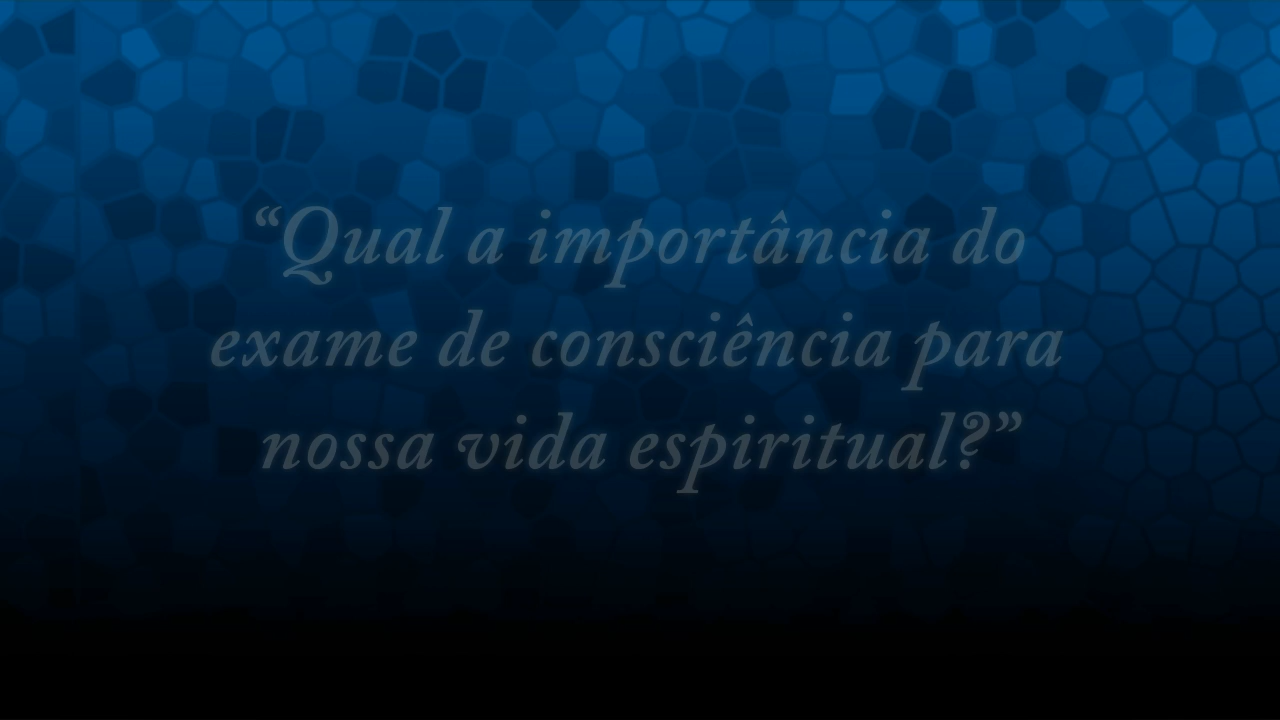 “Qual a importância do
exame de consciência para
nossa vida espiritual?”